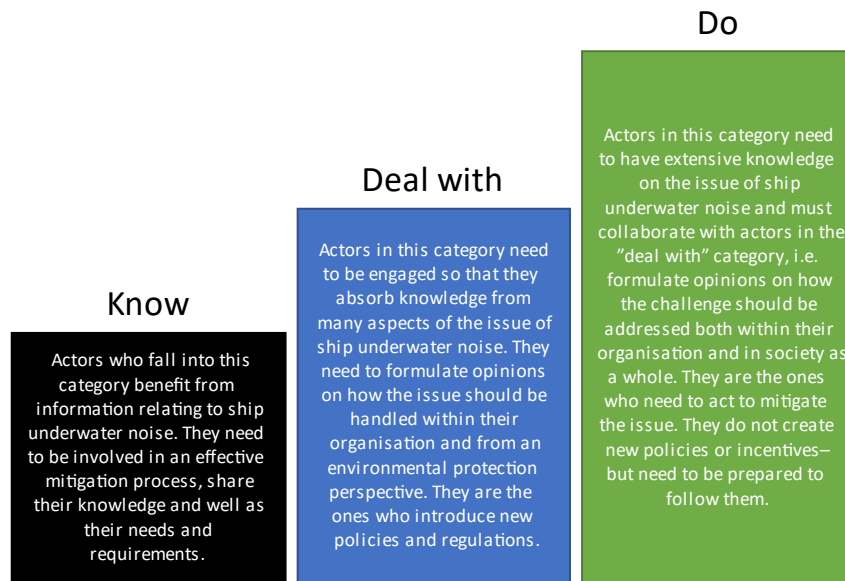 Know
Actors who fall into this
category benefit from
information relating to ship
underwater noise. They need
to be involved in an effective
mitigation process, share
their knowledge and well as
their needs and
requirements.
Deal with
Actors in this category need
to be engaged so that they
absorb knowledge from
many aspects of the issue of
ship underwater noise. They
need to formulate opinions
on how the issue should be
handled within their
organisation and from an
environmental protection
perspective. They are the
ones who introduce new
policies and regulations.
Do
Actors in this category need
to have extensive knowledge
on the issue of ship
underwater noise and must
collaborate with actors in the
”deal with” category, i.e.
formulate opinions on how
the challenge should be
addressed both within their
organisation and in society as
a whole. They are the ones
who need to act to mitigate
the issue. They do not create
new policies or incentives–
but need to be prepared to
follow them.